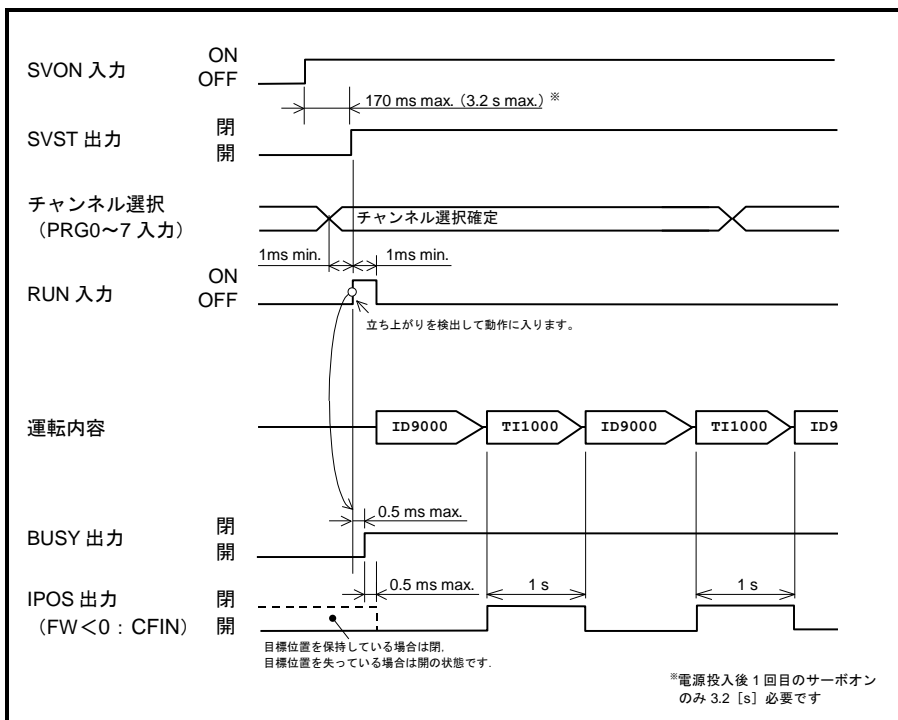 SVON 入力
ON
OFF
170 ms max. (3.2 s max.) ※
SVST 出力
閉
開
チャンネル選択
(PRG0～7 入力)
チャンネル選択確定
1ms min.
1ms min.
RUN 入力
ON
OFF
立ち上がりを検出して動作に入ります。
運転内容
ID9000
TI1000
ID9000
TI1000
ID9
0.5 ms max.
BUSY 出力
閉
開
0.5 ms max.
1 s
1 s
IPOS 出力
(FW＜0：CFIN)
閉
開
目標位置を保持している場合は閉,
目標位置を失っている場合は開の状態です.
※電源投入後 1 回目のサーボオン
のみ 3.2［s］必要です